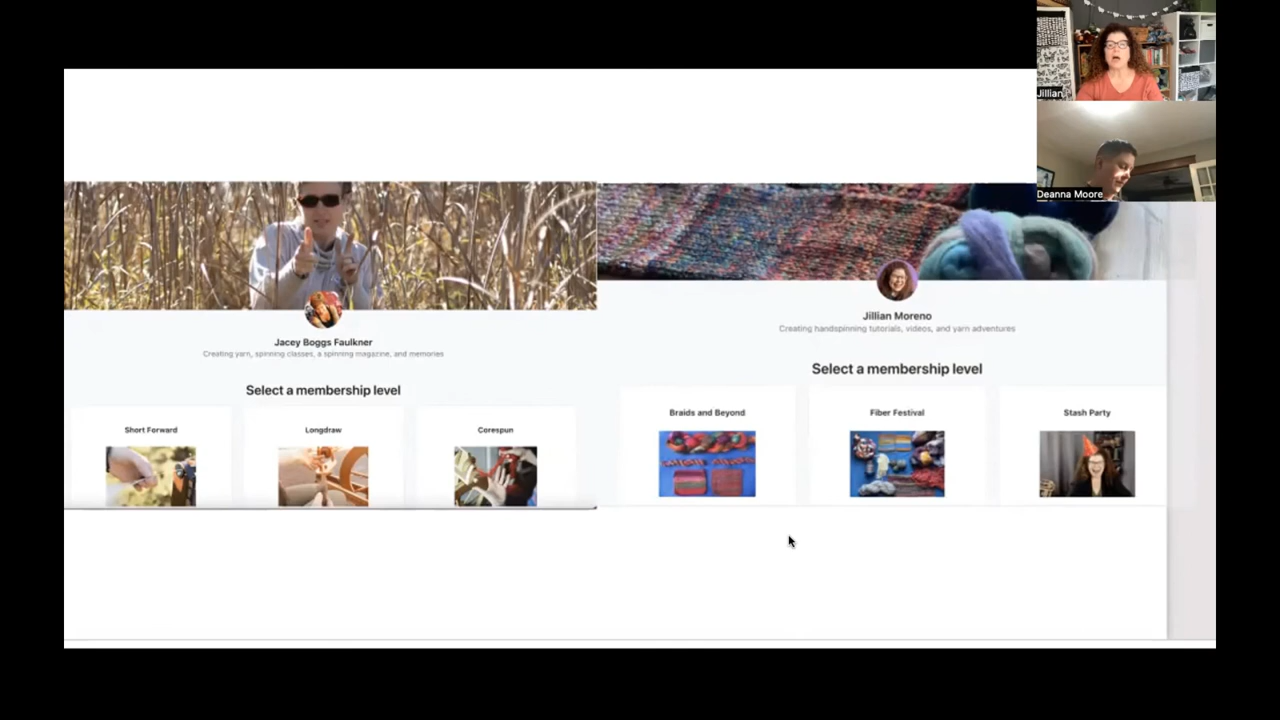 Jillian
Deanna Moore
Jacey Boggs Faulkner
Creating yarn, spinning classes, a spinning magazine, and memories
Select a membership level
Short Forward
Longdraw
Corespun
Jillian Moreno
Creating handspinning tutorials, videos, and yarn adventures
Select a membership level
Braids and Beyond
Fiber Festival
Stash Party